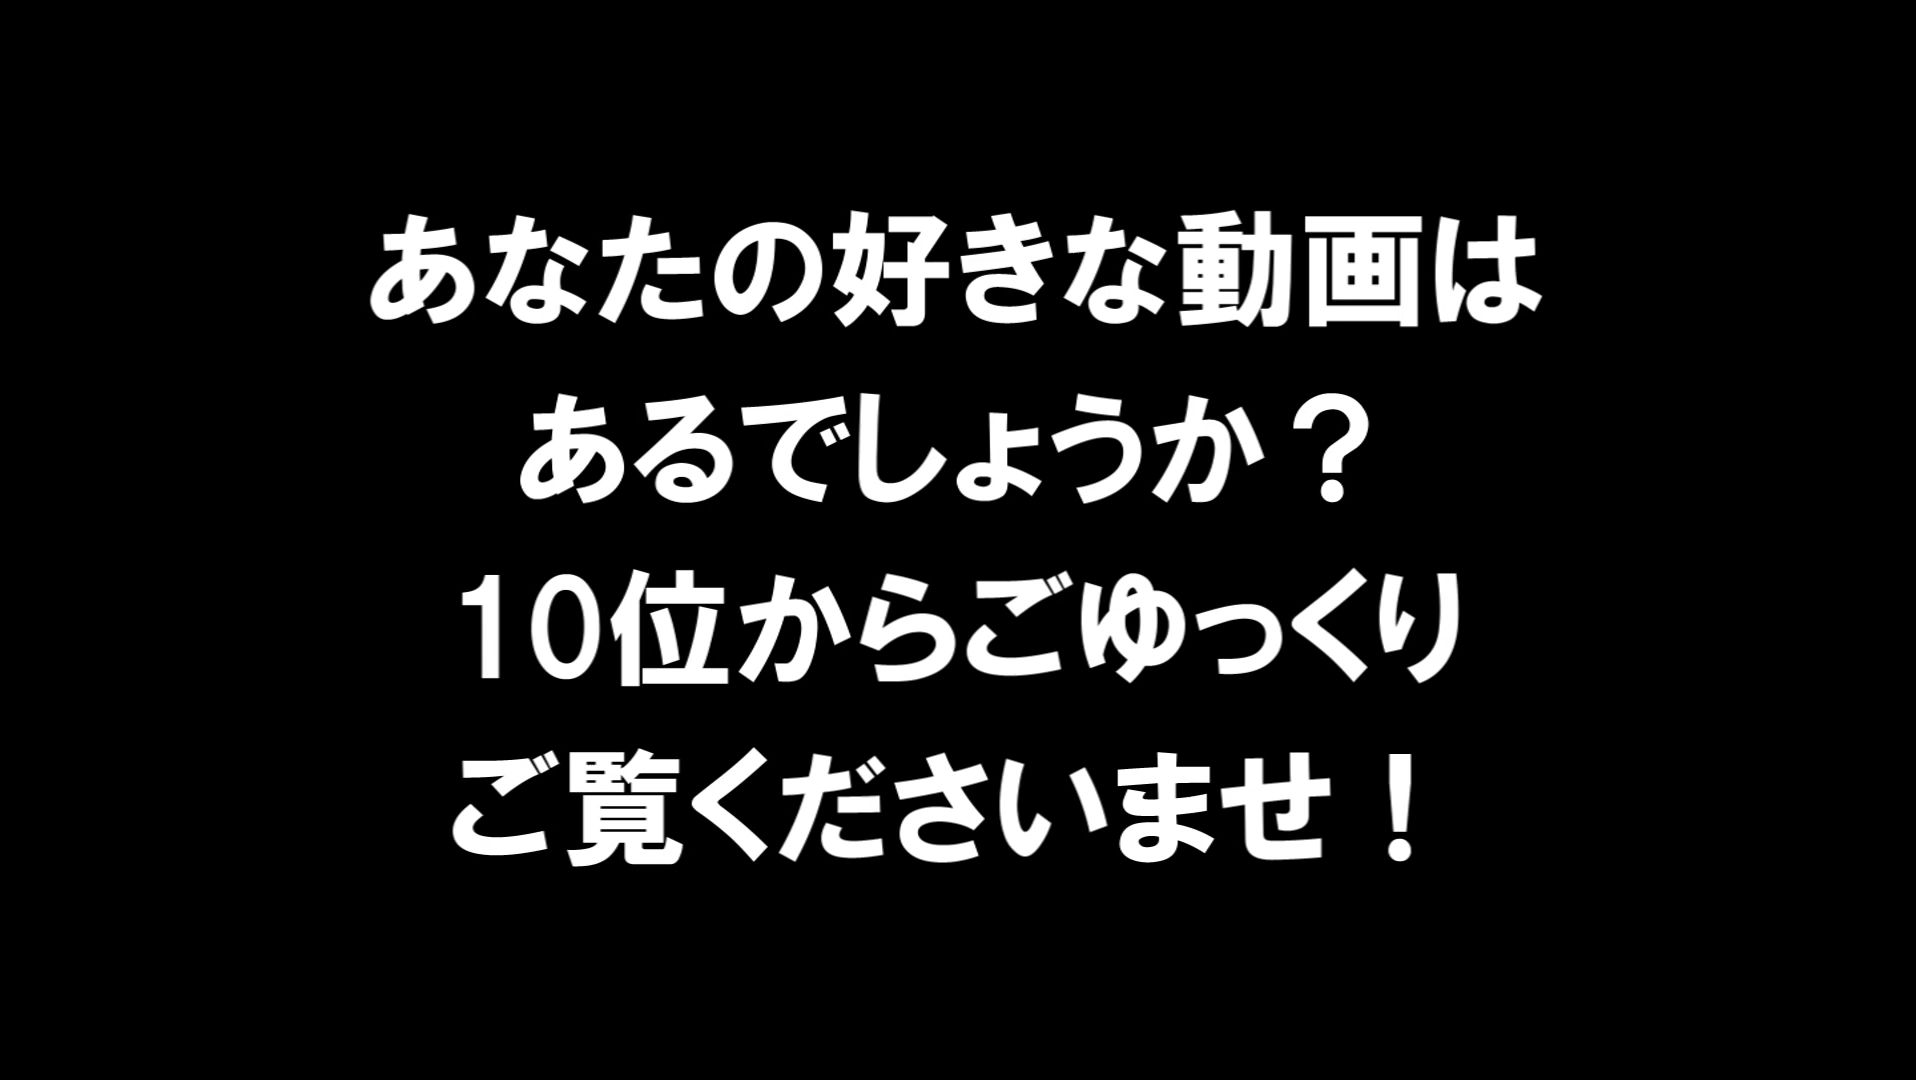 あなたの好きな動画は
あるでしょうか？
10位からごゆっくり
ご覧くださいませ！